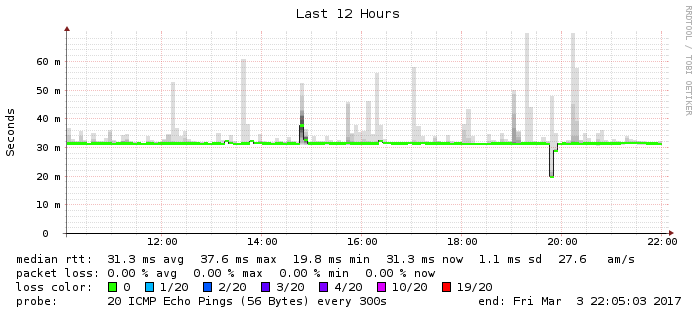 Last 12 Hours
RRDTOOL / TOBI OETIKER
Seconds
60 m
50 m
40 m
30 m
20 m
10 m
0
12:00 14:00 16:00 18:00 20:00 22:00
median rtt: 31.3 ms avg 37.6 ms max 19.8 ms min 31.3 ms now 1.1 ms sd 27.6 am/s
packet loss: 0.00 % avg 0.00 % max 0.00 % min 0.00 % now
loss color: 0 1/20 2/20 3/20 4/20 10/20 19/20
probe: 20 ICMP Echo Pings (56 Bytes) every 300s end: Fri Mar 3 22:05:03 2017